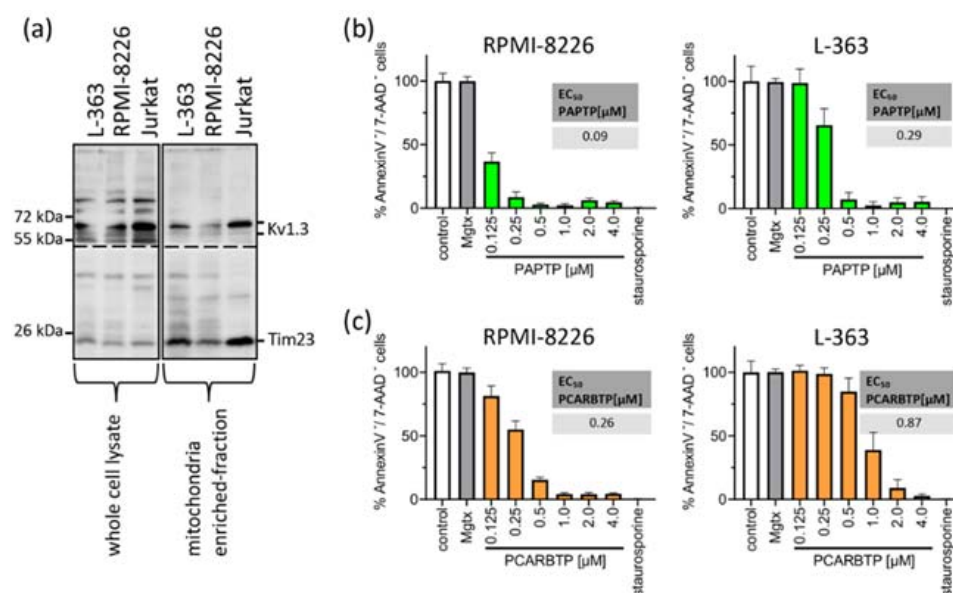 (a)
L-363
RPMI-8226
Jurkat
L-363
RPMI-8226
Jurkat
72 kDa
55 kDa
26 kDa
Kv1.3
Tim23
whole cell lysate
mitochondria
enriched-fraction
(b)
RPMI-8226
% AnnexinV⁻/ 7-AAD⁻ cells
100
50
0
EC₅₀
PAPTP[µM]
0.09
control
Mgtx
0.125
0.25
0.5
1.0
2.0
4.0
staurosporine
PAPTP [µM]
L-363
% AnnexinV⁻/ 7-AAD⁻ cells
100
50
0
EC₅₀
PAPTP[µM]
0.29
control
Mgtx
0.125
0.25
0.5
1.0
2.0
4.0
staurosporine
PAPTP [µM]
(c)
RPMI-8226
% AnnexinV⁻/ 7-AAD⁻ cells
100
50
0
EC₅₀
PCARBTP[µM]
0.26
control
Mgtx
0.125
0.25
0.5
1.0
2.0
4.0
staurosporine
PCARBTP [µM]
L-363
% AnnexinV⁻/ 7-AAD⁻ cells
100
50
0
EC₅₀
PCARBTP[µM]
0.87
control
Mgtx
0.125
0.25
0.5
1.0
2.0
4.0
staurosporine
PCARBTP [µM]